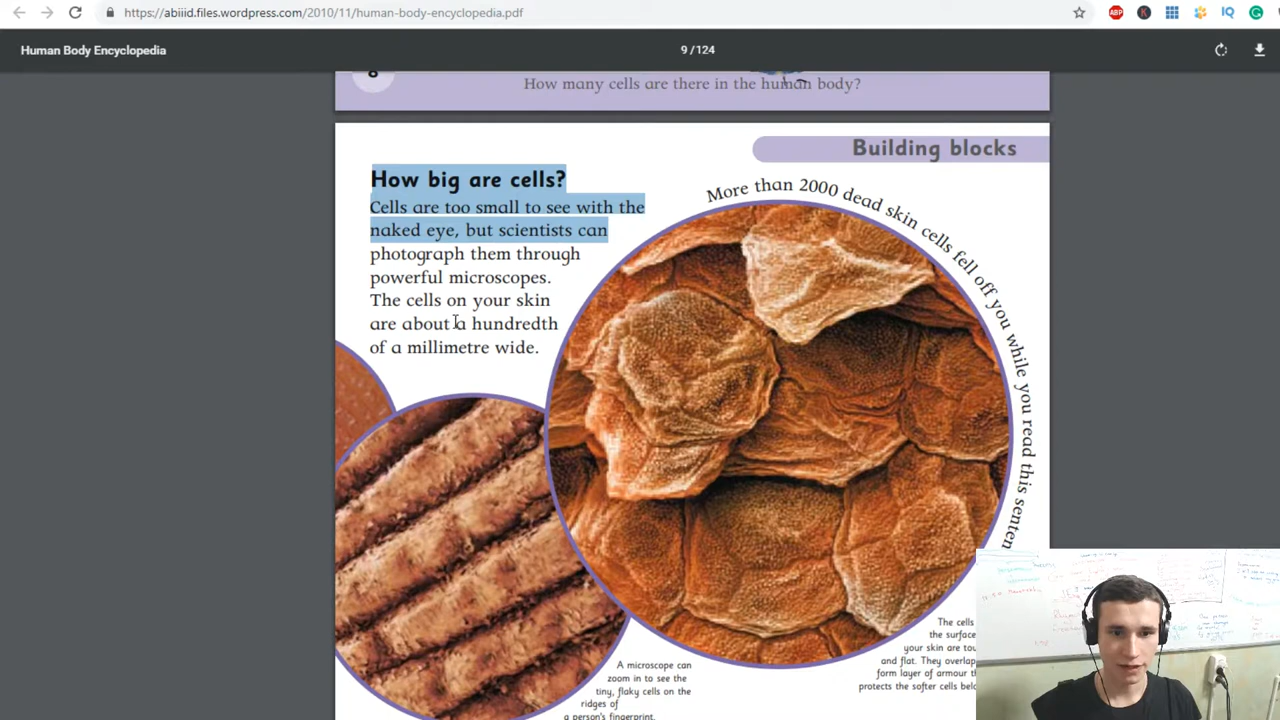 https://abiiid.files.wordpress.com/2010/11/human-body-encyclopedia.pdf
ABP
K
IQ
G
Human Body Encyclopedia
9 / 124
8
How many cells are there in the human body?
Building blocks
How big are cells?
Cells are too small to see with the
naked eye, but scientists can
photograph them through
powerful microscopes.
The cells on your skin
are about a hundredth
of a millimetre wide.
More than 2000 dead skin cells fell off you while you read this senten
The cells
the surface
your skin are tou
and flat. They overlap
form layer of armour t
protects the softer cells belo
A microscope can
zoom in to see the
tiny, flaky cells on the
ridges of
a person's fingerprint.